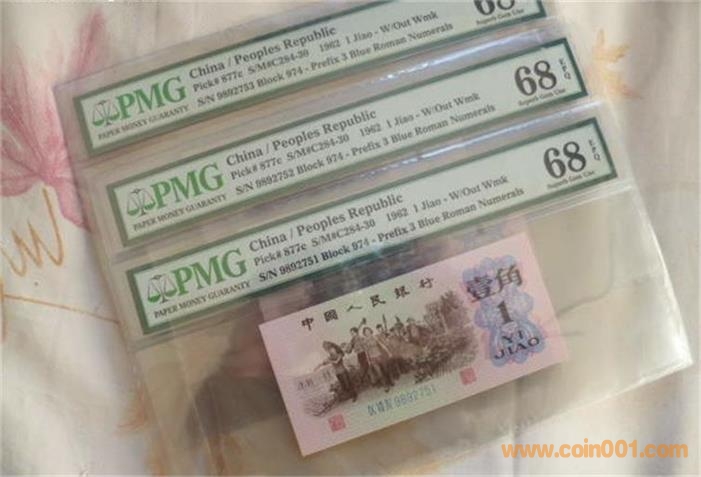 China / Peoples Republic
Pick# 877c S/M#C284-30 1962 1 Jiao - W/Out Wmk
S/N 9892753 Block 974 - Prefix 3 Blue Roman Numerals
PMG
PAPER MONEY GUARANTY
68 EPQ
Superb Gem Unc
China / Peoples Republic
Pick# 877c S/M#C284-30 1962 1 Jiao - W/Out Wmk
S/N 9892752 Block 974 - Prefix 3 Blue Roman Numerals
PMG
PAPER MONEY GUARANTY
68 EPQ
Superb Gem Unc
China / Peoples Republic
Pick# 877c S/M#C284-30 1962 1 Jiao - W/Out Wmk
S/N 9892751 Block 974 - Prefix 3 Blue Roman Numerals
PMG
PAPER MONEY GUARANTY
68 EPQ
Superb Gem Unc
中國人民銀行
壹角
1
YI
JIAO
9892751
www.coin001.com